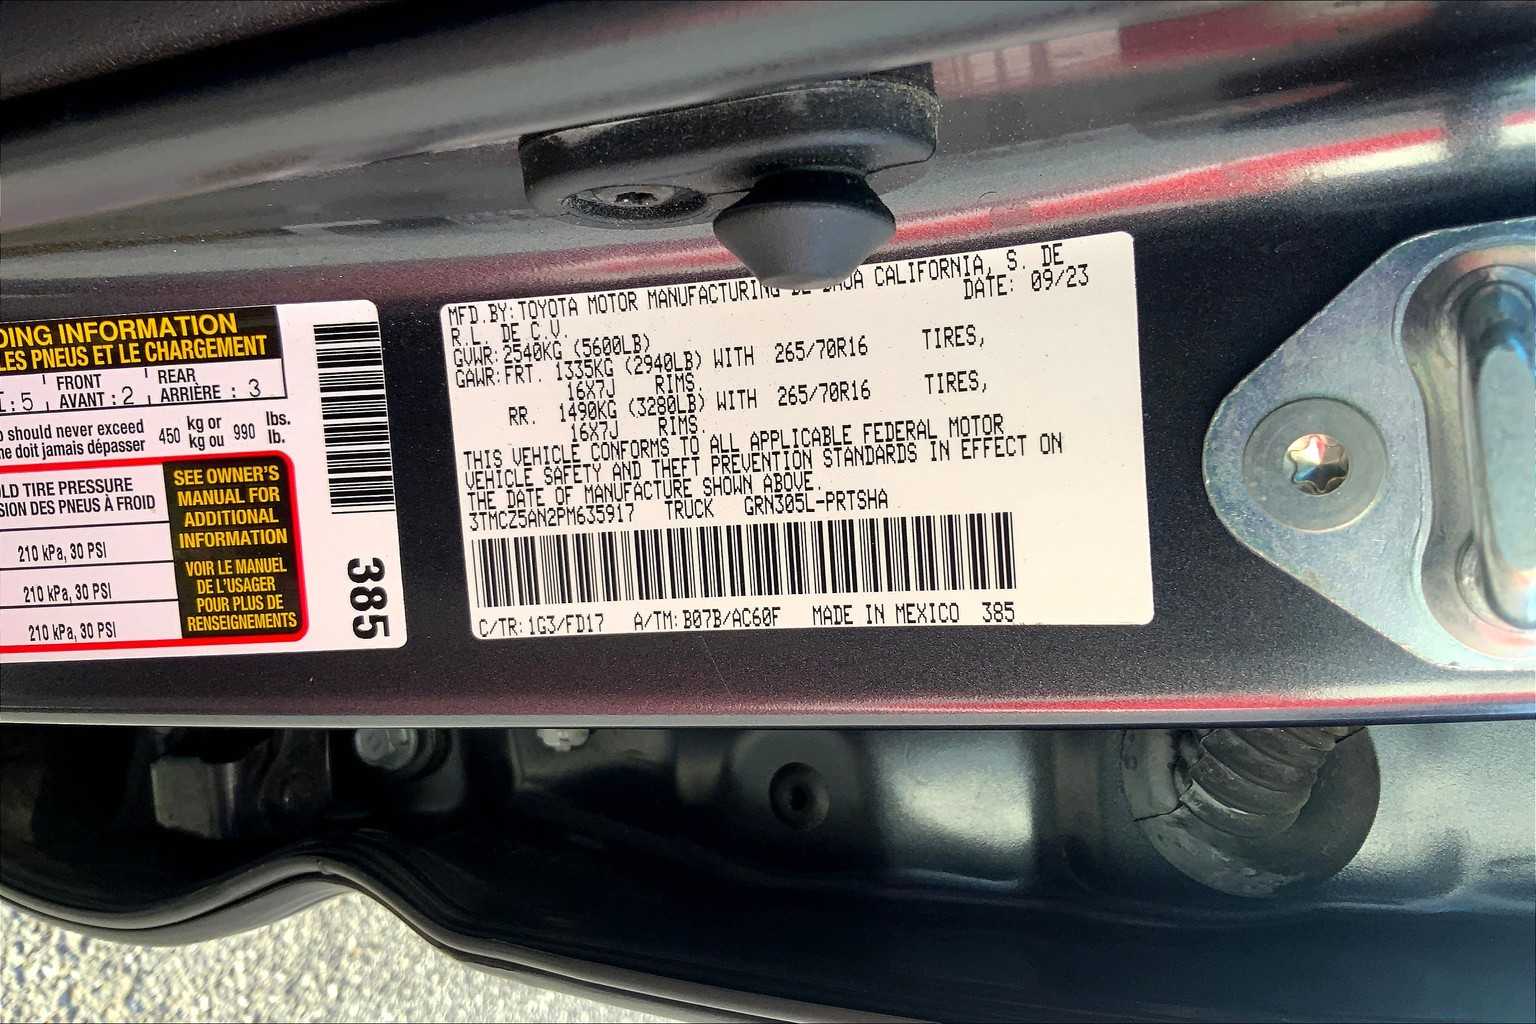 DING INFORMATION
LES PNEUS ET LE CHARGEMENT
: 5 FRONT AVANT : 2 REAR ARRIÈRE : 3
should never exceed
ne doit jamais dépasser
450 kg or kg ou 990 lbs. lb.
LD TIRE PRESSURE
SION DES PNEUS À FROID
210 kPa, 30 PSI
210 kPa, 30 PSI
210 kPa, 30 PSI
SEE OWNER'S
MANUAL FOR
ADDITIONAL
INFORMATION
VOIR LE MANUEL
DE L'USAGER
POUR PLUS DE
RENSEIGNEMENTS
385
MFD.BY:TOYOTA MOTOR MANUFACTURING CALIFORNIA, S. DE
R.L. DE C.V. DATE: 09/23
GVWR:2540KG (5600LB)
GAWR:FRT. 1335KG (2940LB) WITH 265/70R16 TIRES,
16X7J RIMS.
RR. 1490KG (3280LB) WITH 265/70R16 TIRES,
16X7J RIMS.
THIS VEHICLE CONFORMS TO ALL APPLICABLE FEDERAL MOTOR
VEHICLE SAFETY AND THEFT PREVENTION STANDARDS IN EFFECT ON
THE DATE OF MANUFACTURE SHOWN ABOVE.
3TMCZ5AN2PM635917 TRUCK GRN305L-PRTSHA
C/TR:1G3/FD17 A/TM:B07B/AC60F MADE IN MEXICO 385